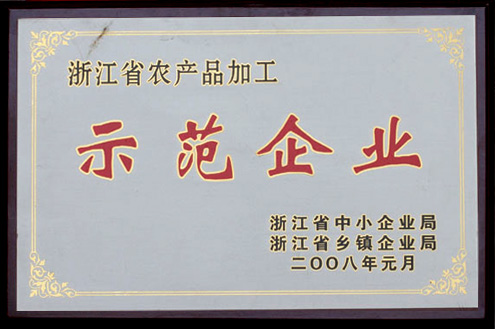 浙江省农产品加工
示范企业
浙江省中小企业局
浙江省乡镇企业局
二〇〇八年元月